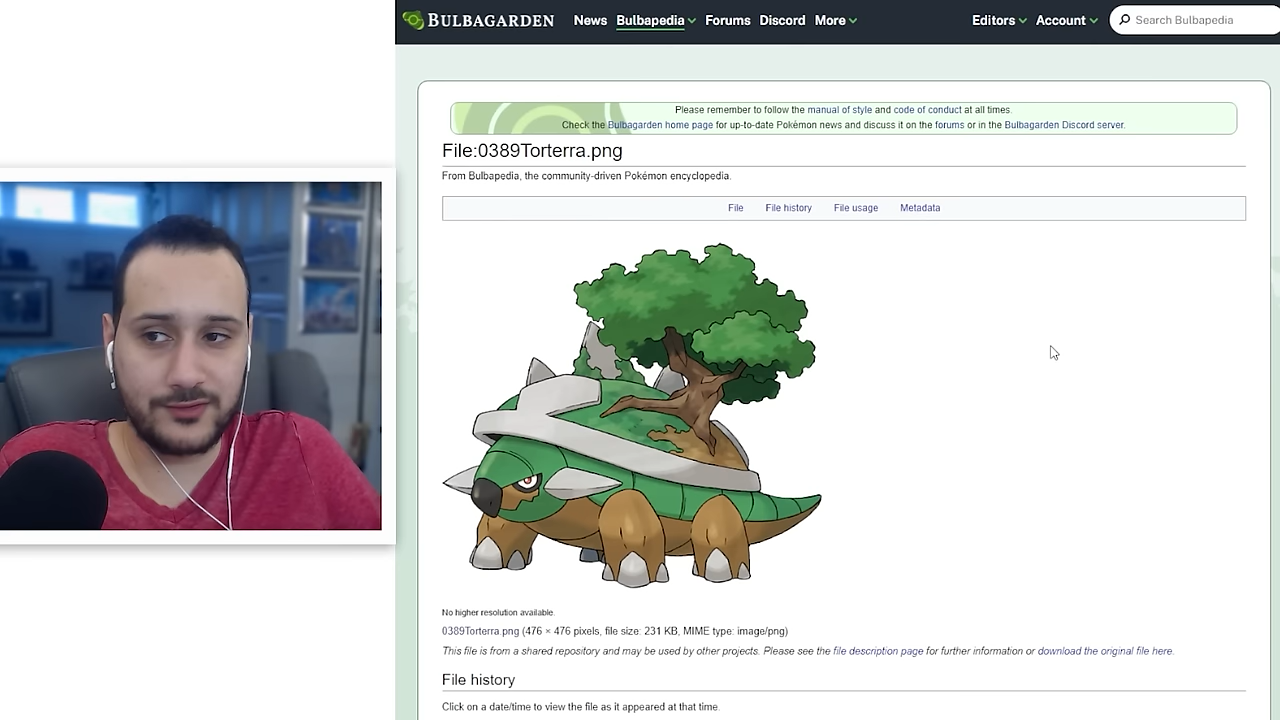 BULBAGARDEN News Bulbapedia Forums Discord More Editors Account Search Bulbapedia
Please remember to follow the manual of style and code of conduct at all times.
Check the Bulbagarden home page for up-to-date Pokémon news and discuss it on the forums or in the Bulbagarden Discord server.
File:0389Torterra.png
From Bulbapedia, the community-driven Pokémon encyclopedia.
File File history File usage Metadata
No higher resolution available.
0389Torterra.png (476 × 476 pixels, file size: 231 KB, MIME type: image/png)
This file is from a shared repository and may be used by other projects. Please see the file description page for further information or download the original file here.
File history
Click on a date/time to view the file as it appeared at that time.